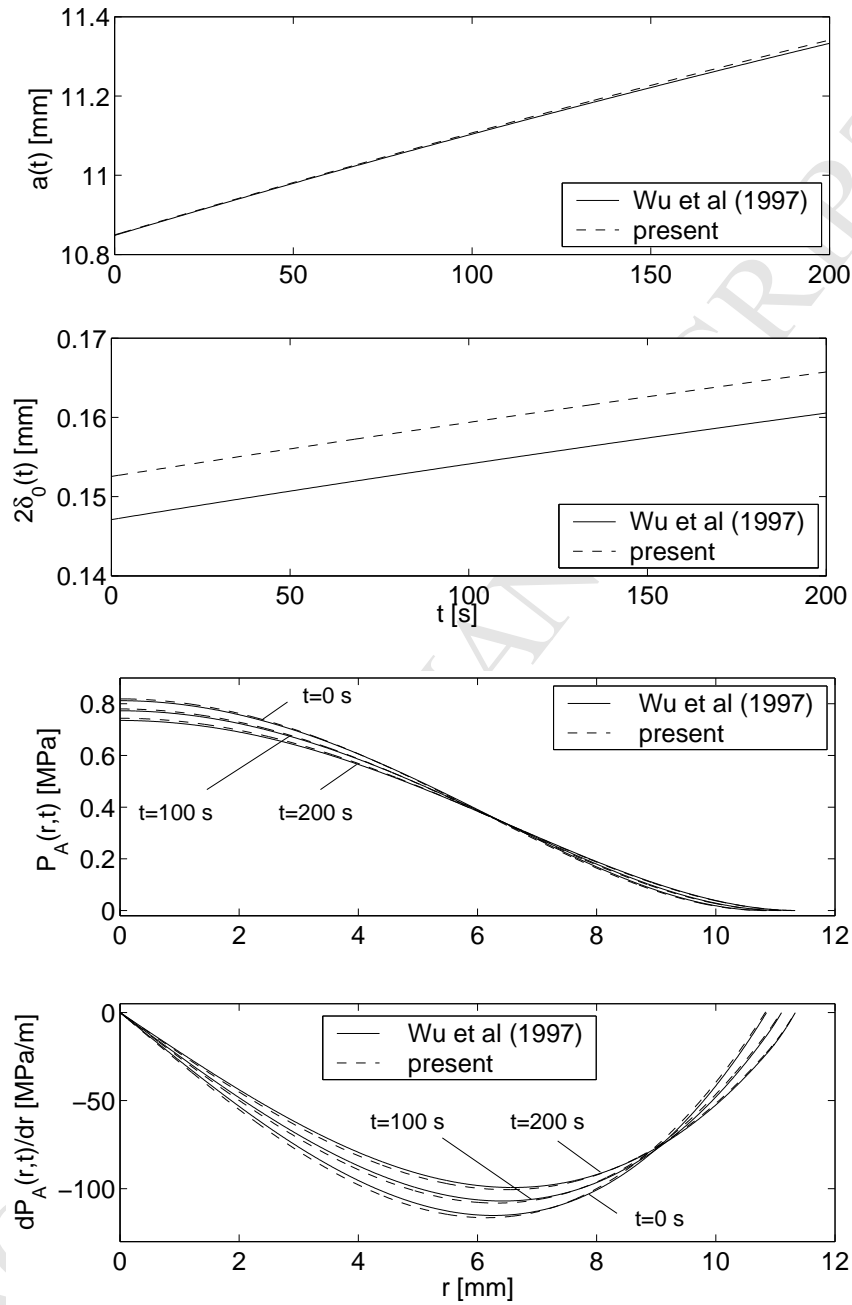 11.4
11.2
11
10.8
a(t) [mm]
Wu et al (1997)
present
0
50
100
150
200
0.17
0.16
0.15
0.14
2δ_0(t) [mm]
Wu et al (1997)
present
0
50
100
150
200
t [s]
0.8
0.6
0.4
0.2
0
P_A(r,t) [MPa]
t=0 s
t=100 s
t=200 s
Wu et al (1997)
present
0
2
4
6
8
10
12
0
−50
−100
dP_A(r,t)/dr [MPa/m]
Wu et al (1997)
present
t=100 s
t=200 s
t=0 s
0
2
4
6
8
10
12
r [mm]